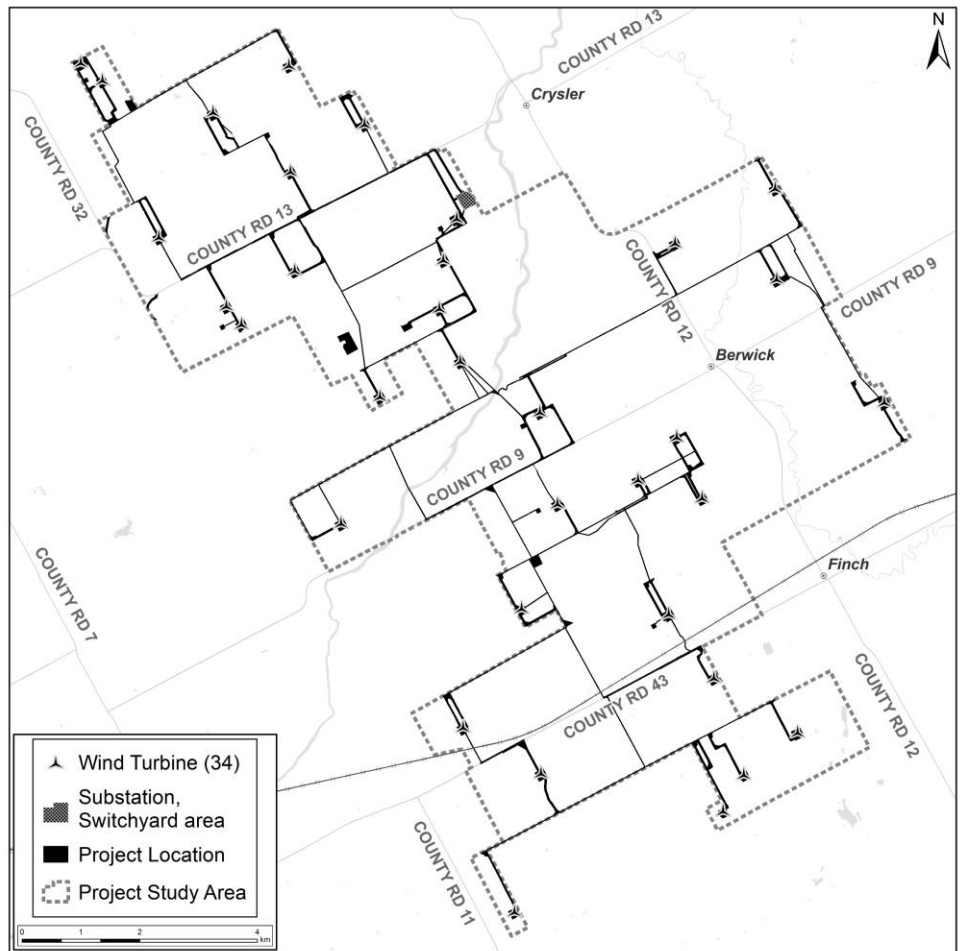 N
COUNTY RD 13
Crysler
COUNTY RD 32
COUNTY RD 13
COUNTY RD 12
COUNTY RD 9
Berwick
COUNTY RD 9
COUNTY RD 7
Finch
COUNTY RD 43
COUNTY RD 12
COUNTY RD 11
Wind Turbine (34)
Substation,
Switchyard area
Project Location
Project Study Area
0 1 2 4
km